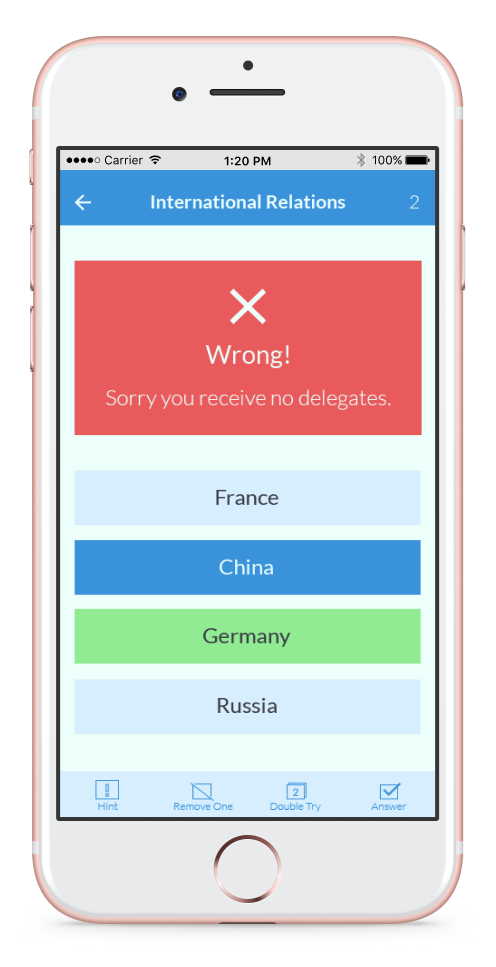 Carrier 1:20 PM 100%
International Relations 2
Wrong!
Sorry you receive no delegates.
France
China
Germany
Russia
! 2
Hint Remove One Double Try Answer